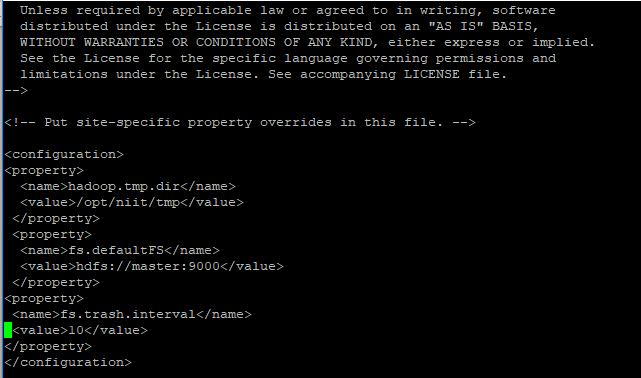 Unless required by applicable law or agreed to in writing, software
distributed under the License is distributed on an "AS IS" BASIS,
WITHOUT WARRANTIES OR CONDITIONS OF ANY KIND, either express or implied.
See the License for the specific language governing permissions and
limitations under the License. See accompanying LICENSE file.
-->
<!-- Put site-specific property overrides in this file. -->
<configuration>
<property>
<name>hadoop.tmp.dir</name>
<value>/opt/niit/tmp</value>
</property>
<property>
<name>fs.defaultFS</name>
<value>hdfs://master:9000</value>
</property>
<property>
<name>fs.trash.interval</name>
<value>10</value>
</property>
</configuration>